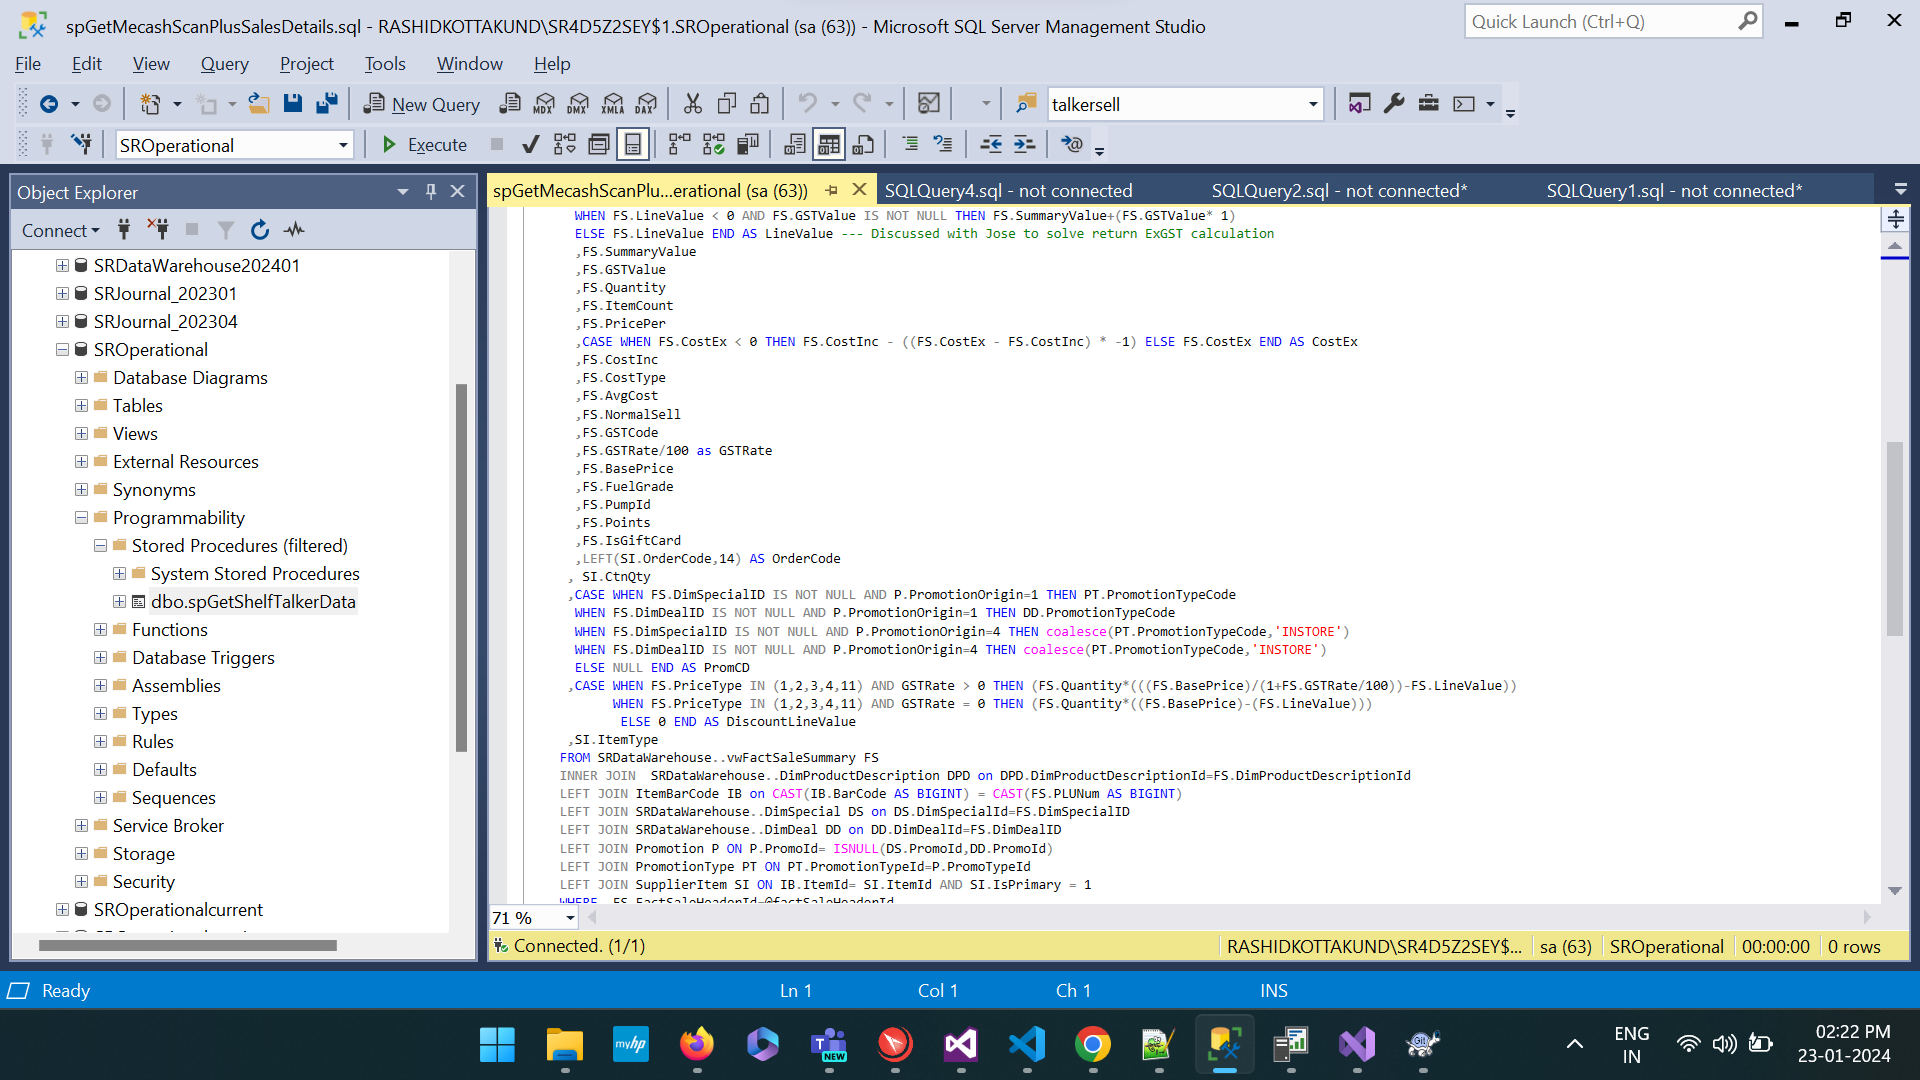 spGetMecashScanPlusSalesDetails.sql - RASHIDKOTTAKUND\SR4D5Z2SEY$1.SROperational (sa (63)) - Microsoft SQL Server Management Studio
Quick Launch (Ctrl+Q)
File Edit View Query Project Tools Window Help
New Query MDX DMX XMLA DAX talkersell
SROperational Execute
Object Explorer
spGetMecashScanPlu...erational (sa (63)) SQLQuery4.sql - not connected SQLQuery2.sql - not connected* SQLQuery1.sql - not connected*
Connect
SRDataWarehouse202401
SRJournal_202301
SRJournal_202304
SROperational
Database Diagrams
Tables
Views
External Resources
Synonyms
Programmability
Stored Procedures (filtered)
System Stored Procedures
dbo.spGetShelfTalkerData
Functions
Database Triggers
Assemblies
Types
Rules
Defaults
Sequences
Service Broker
Storage
Security
SROperationalcurrent
WHEN FS.LineValue < 0 AND FS.GSTValue IS NOT NULL THEN FS.SummaryValue+(FS.GSTValue* 1)
ELSE FS.LineValue END AS LineValue --- Discussed with Jose to solve return ExGST calculation
,FS.SummaryValue
,FS.GSTValue
,FS.Quantity
,FS.ItemCount
,FS.PricePer
,CASE WHEN FS.CostEx < 0 THEN FS.CostInc - ((FS.CostEx - FS.CostInc) * -1) ELSE FS.CostEx END AS CostEx
,FS.CostInc
,FS.CostType
,FS.AvgCost
,FS.NormalSell
,FS.GSTCode
,FS.GSTRate/100 as GSTRate
,FS.BasePrice
,FS.FuelGrade
,FS.PumpId
,FS.Points
,FS.IsGiftCard
,LEFT(SI.OrderCode,14) AS OrderCode
, SI.CtnQty
,CASE WHEN FS.DimSpecialID IS NOT NULL AND P.PromotionOrigin=1 THEN PT.PromotionTypeCode
WHEN FS.DimDealID IS NOT NULL AND P.PromotionOrigin=1 THEN DD.PromotionTypeCode
WHEN FS.DimSpecialID IS NOT NULL AND P.PromotionOrigin=4 THEN coalesce(PT.PromotionTypeCode,'INSTORE')
WHEN FS.DimDealID IS NOT NULL AND P.PromotionOrigin=4 THEN coalesce(PT.PromotionTypeCode,'INSTORE')
ELSE NULL END AS PromCD
,CASE WHEN FS.PriceType IN (1,2,3,4,11) AND GSTRate > 0 THEN (FS.Quantity*(((FS.BasePrice)/(1+FS.GSTRate/100))-FS.LineValue))
WHEN FS.PriceType IN (1,2,3,4,11) AND GSTRate = 0 THEN (FS.Quantity*((FS.BasePrice)-(FS.LineValue)))
ELSE 0 END AS DiscountLineValue
,SI.ItemType
FROM SRDataWarehouse..vwFactSaleSummary FS
INNER JOIN SRDataWarehouse..DimProductDescription DPD on DPD.DimProductDescriptionId=FS.DimProductDescriptionId
LEFT JOIN ItemBarCode IB on CAST(IB.BarCode AS BIGINT) = CAST(FS.PLUNum AS BIGINT)
LEFT JOIN SRDataWarehouse..DimSpecial DS on DS.DimSpecialId=FS.DimSpecialID
LEFT JOIN SRDataWarehouse..DimDeal DD on DD.DimDealId=FS.DimDealID
LEFT JOIN Promotion P ON P.PromoId= ISNULL(DS.PromoId,DD.PromoId)
LEFT JOIN PromotionType PT ON PT.PromotionTypeId=P.PromoTypeId
LEFT JOIN SupplierItem SI ON IB.ItemId= SI.ItemId AND SI.IsPrimary = 1
WHERE FS.FactSaleHeaderId=@factSaleHeaderId
71 %
Connected. (1/1) RASHIDKOTTAKUND\SR4D5Z2SEY$... sa (63) SROperational 00:00:00 0 rows
Ready Ln 1 Col 1 Ch 1 INS
myhp NEW Git
ENG
IN
02:22 PM
23-01-2024